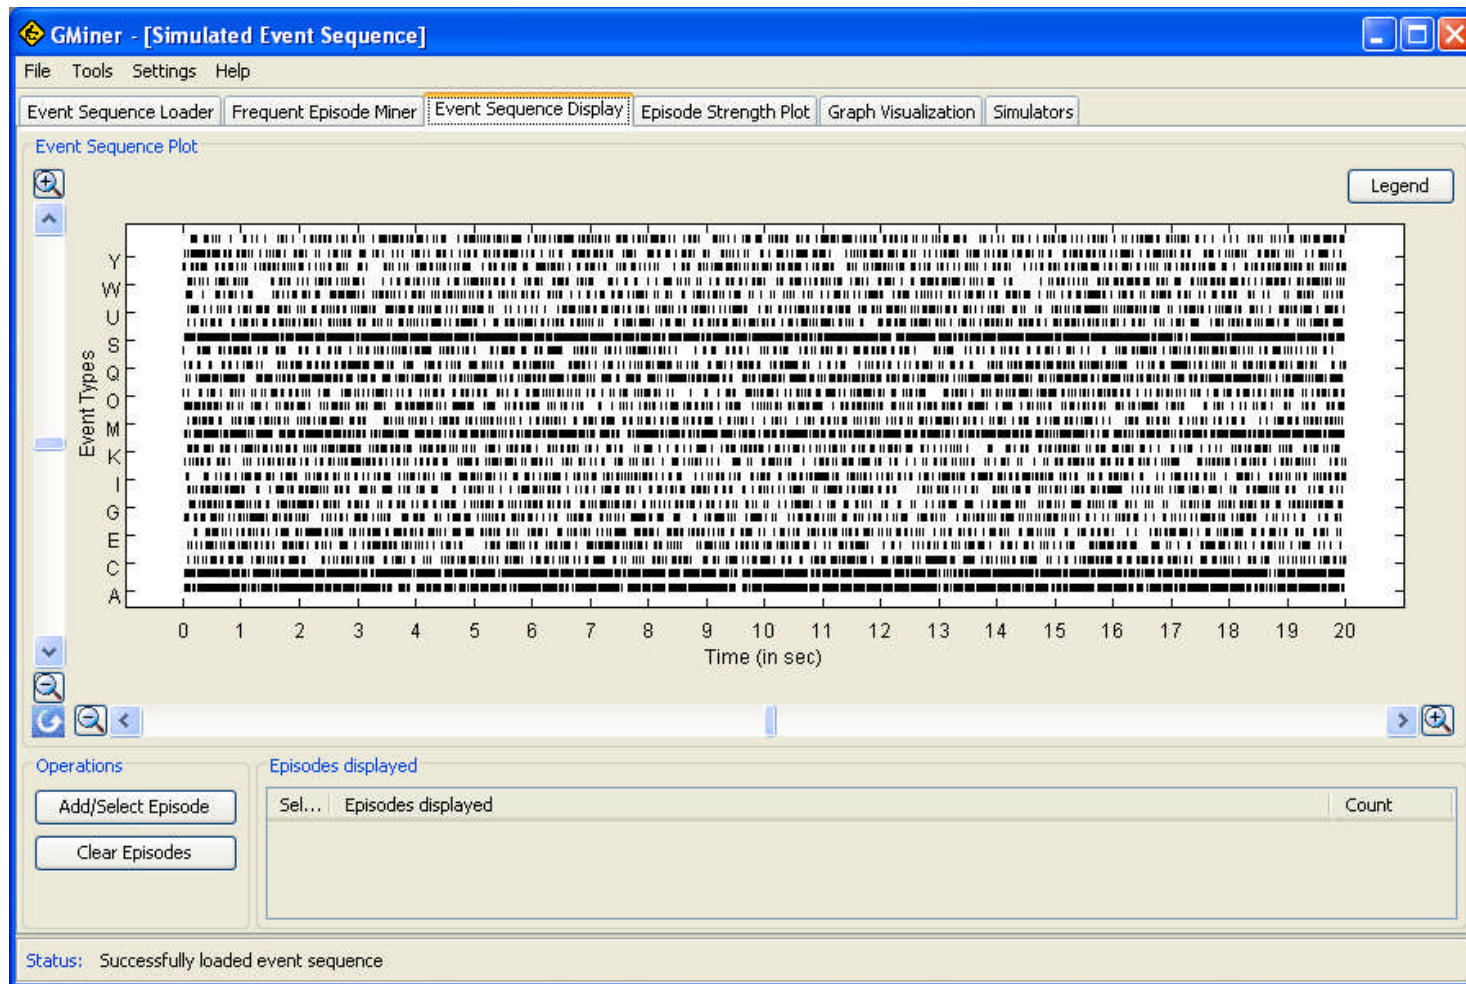 GMiner - [Simulated Event Sequence]
File Tools Settings Help
Event Sequence Loader Frequent Episode Miner Event Sequence Display Episode Strength Plot Graph Visualization Simulators
Event Sequence Plot
Legend
Event Types
Y
W
U
S
Q
O
M
K
I
G
E
C
A
0 1 2 3 4 5 6 7 8 9 10 11 12 13 14 15 16 17 18 19 20
Time (in sec)
Operations
Add/Select Episode
Clear Episodes
Episodes displayed
Sel... Episodes displayed Count
Status: Successfully loaded event sequence